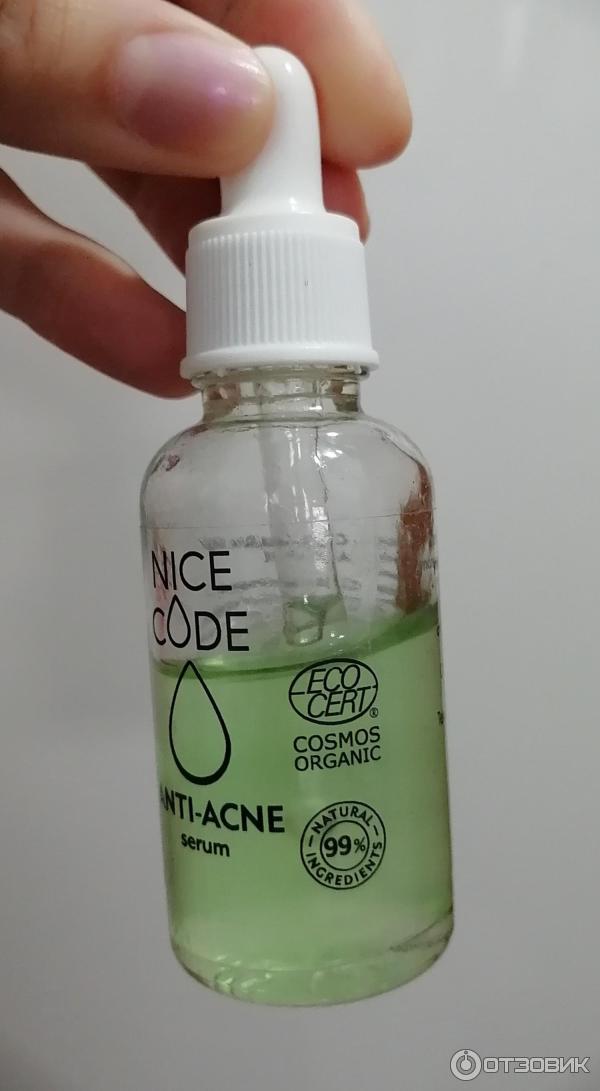 NICE
CODE
ECO
CERT®
COSMOS
ORGANIC
ANTI-ACNE
serum
NATURAL
99%
INGREDIENTS
ОТЗОВИК